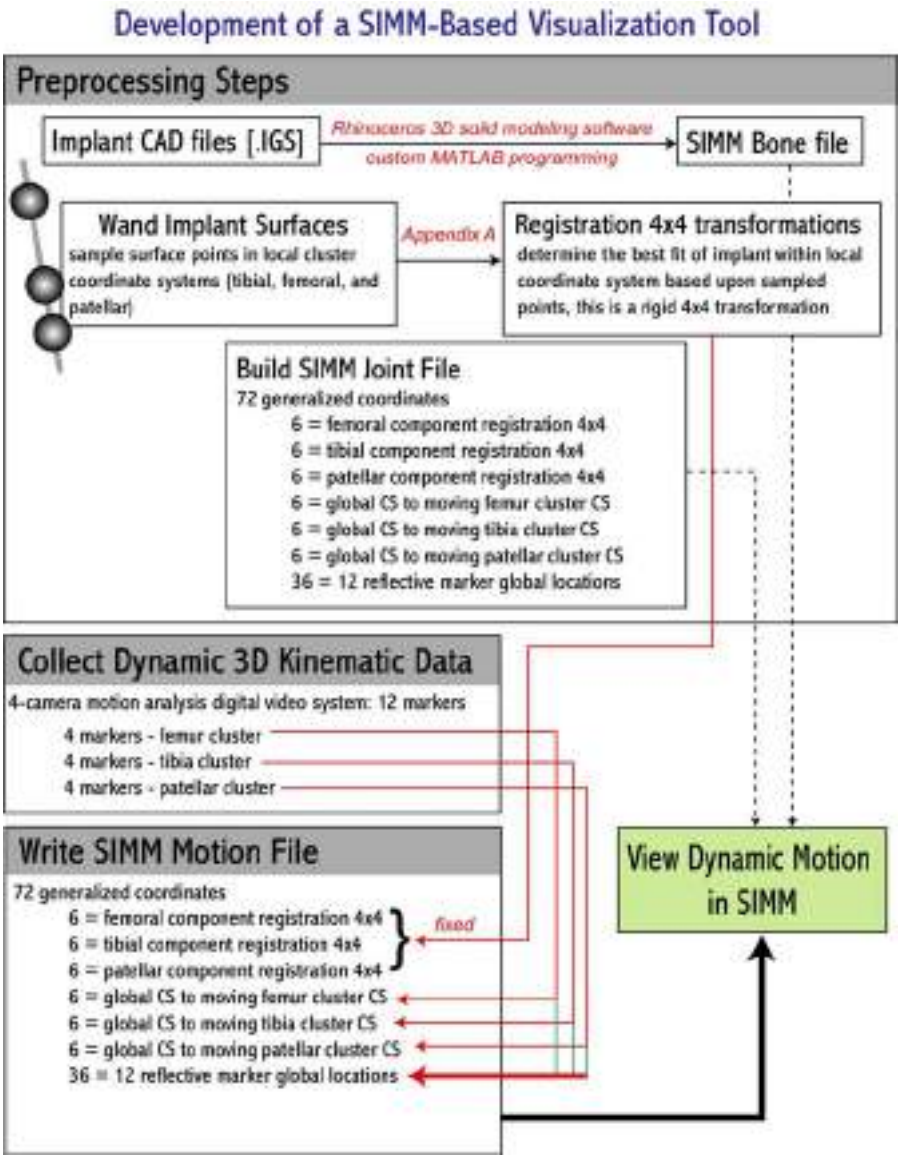 Development of a SIMM-Based Visualization Tool
Preprocessing Steps
Implant CAD files [.IGS]
Rhinoceros 3D solid modeling software
custom MATLAB programming
SIMM Bone file
Wand Implant Surfaces
sample surface points in local cluster
coordinate systems (tibial, femoral, and
patellar)
Appendix A
Registration 4x4 transformations
determine the best fit of implant within local
coordinate system based upon sampled
points, this is a rigid 4x4 transformation
Build SIMM Joint File
72 generalized coordinates
6 = femoral component registration 4x4
6 = tibial component registration 4x4
6 = patellar component registration 4x4
6 = global CS to moving femur cluster CS
6 = global CS to moving tibia cluster CS
6 = global CS to moving patellar cluster CS
36 = 12 reflective marker global locations
Collect Dynamic 3D Kinematic Data
4-camera motion analysis digital video system: 12 markers
4 markers - femur cluster
4 markers - tibia cluster
4 markers - patellar cluster
Write SIMM Motion File
72 generalized coordinates
6 = femoral component registration 4x4
6 = tibial component registration 4x4
6 = patellar component registration 4x4
fixed
6 = global CS to moving femur cluster CS
6 = global CS to moving tibia cluster CS
6 = global CS to moving patellar cluster CS
36 = 12 reflective marker global locations
View Dynamic Motion
in SIMM